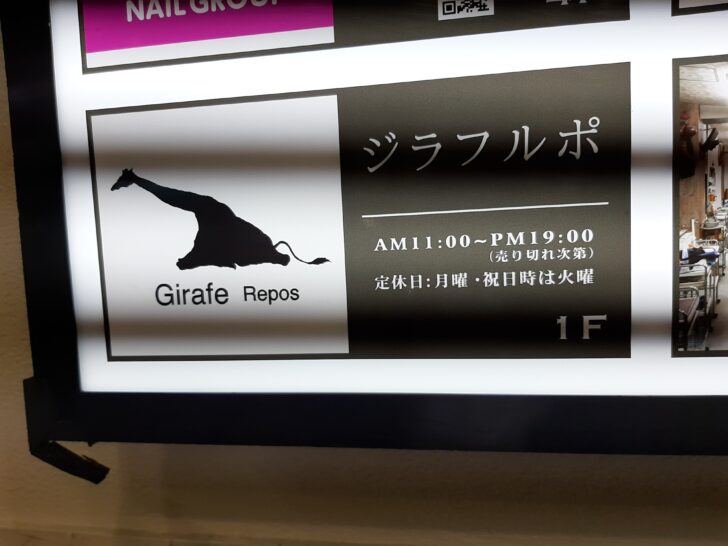 NAIL GROUP
ジラフルポ
AM11:00~PM19:00
(売り切れ次第)
定休日:月曜・祝日時は火曜
Girafe Repos
1F